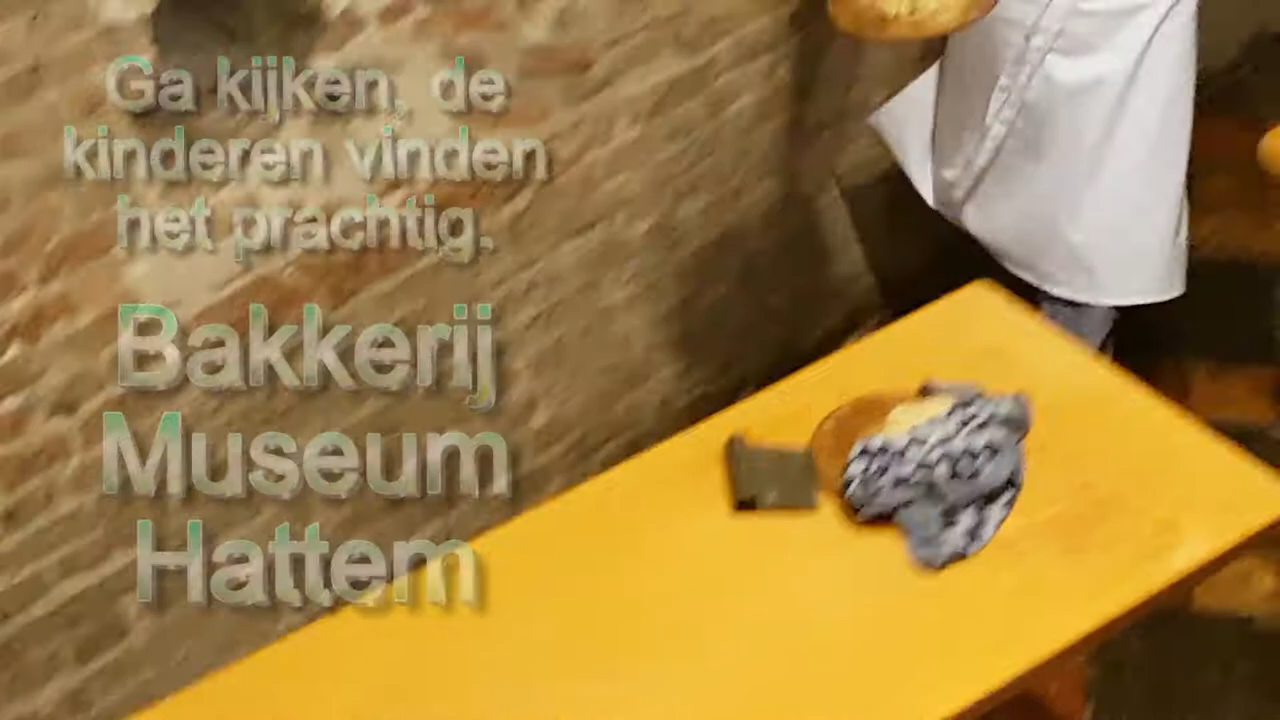 Ga kijken, de
kinderen vinden
het prachtig.
Bakkerij
Museum
Hattem